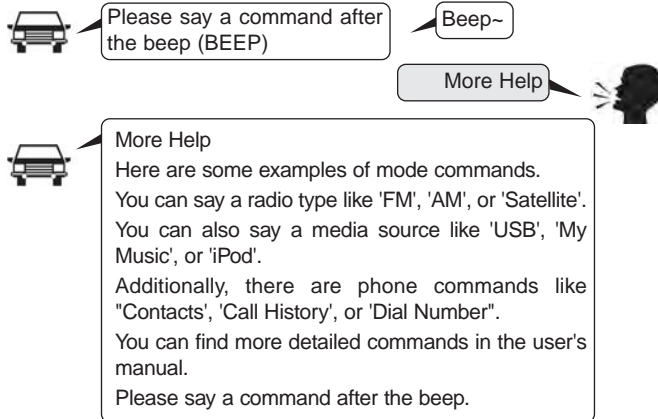 Please say a command after
the beep (BEEP)
Beep~
More Help
More Help
Here are some examples of mode commands.
You can say a radio type like 'FM', 'AM', or 'Satellite'.
You can also say a media source like 'USB', 'My
Music', or 'iPod'.
Additionally, there are phone commands like
"Contacts', 'Call History', or 'Dial Number".
You can find more detailed commands in the user's
manual.
Please say a command after the beep.